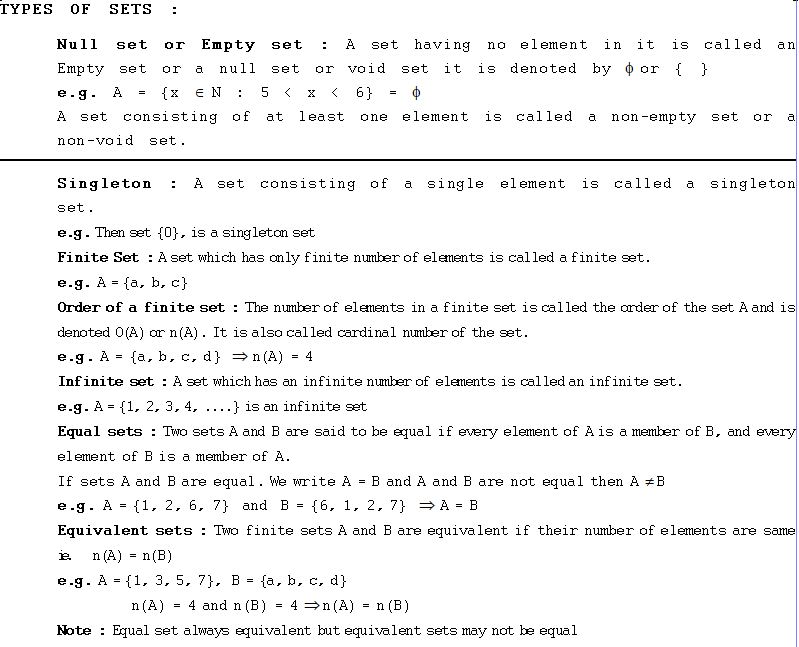 TYPES OF SETS :
Null set or Empty set : A set having no element in it is called an
Empty set or a null set or void set it is denoted by ϕ or { }
e.g. A = {x ∈ N : 5 < x < 6} = ϕ
A set consisting of at least one element is called a non-empty set or a
non-void set.
Singleton : A set consisting of a single element is called a singleton
set.
e.g. Then set {0}, is a singleton set
Finite Set : A set which has only finite number of elements is called a finite set.
e.g. A = {a, b, c}
Order of a finite set : The number of elements in a finite set is called the order of the set A and is
denoted O(A) or n(A). It is also called cardinal number of the set.
e.g. A = {a, b, c, d} ⇒ n(A) = 4
Infinite set : A set which has an infinite number of elements is called an infinite set.
e.g. A = {1, 2, 3, 4, ....} is an infinite set
Equal sets : Two sets A and B are said to be equal if every element of A is a member of B, and every
element of B is a member of A.
If sets A and B are equal. We write A = B and A and B are not equal then A ≠ B
e.g. A = {1, 2, 6, 7} and B = {6, 1, 2, 7} ⇒ A = B
Equivalent sets : Two finite sets A and B are equivalent if their number of elements are same
ie. n(A) = n(B)
e.g. A = {1, 3, 5, 7}, B = {a, b, c, d}
n(A) = 4 and n(B) = 4 ⇒ n(A) = n(B)
Note : Equal set always equivalent but equivalent sets may not be equal